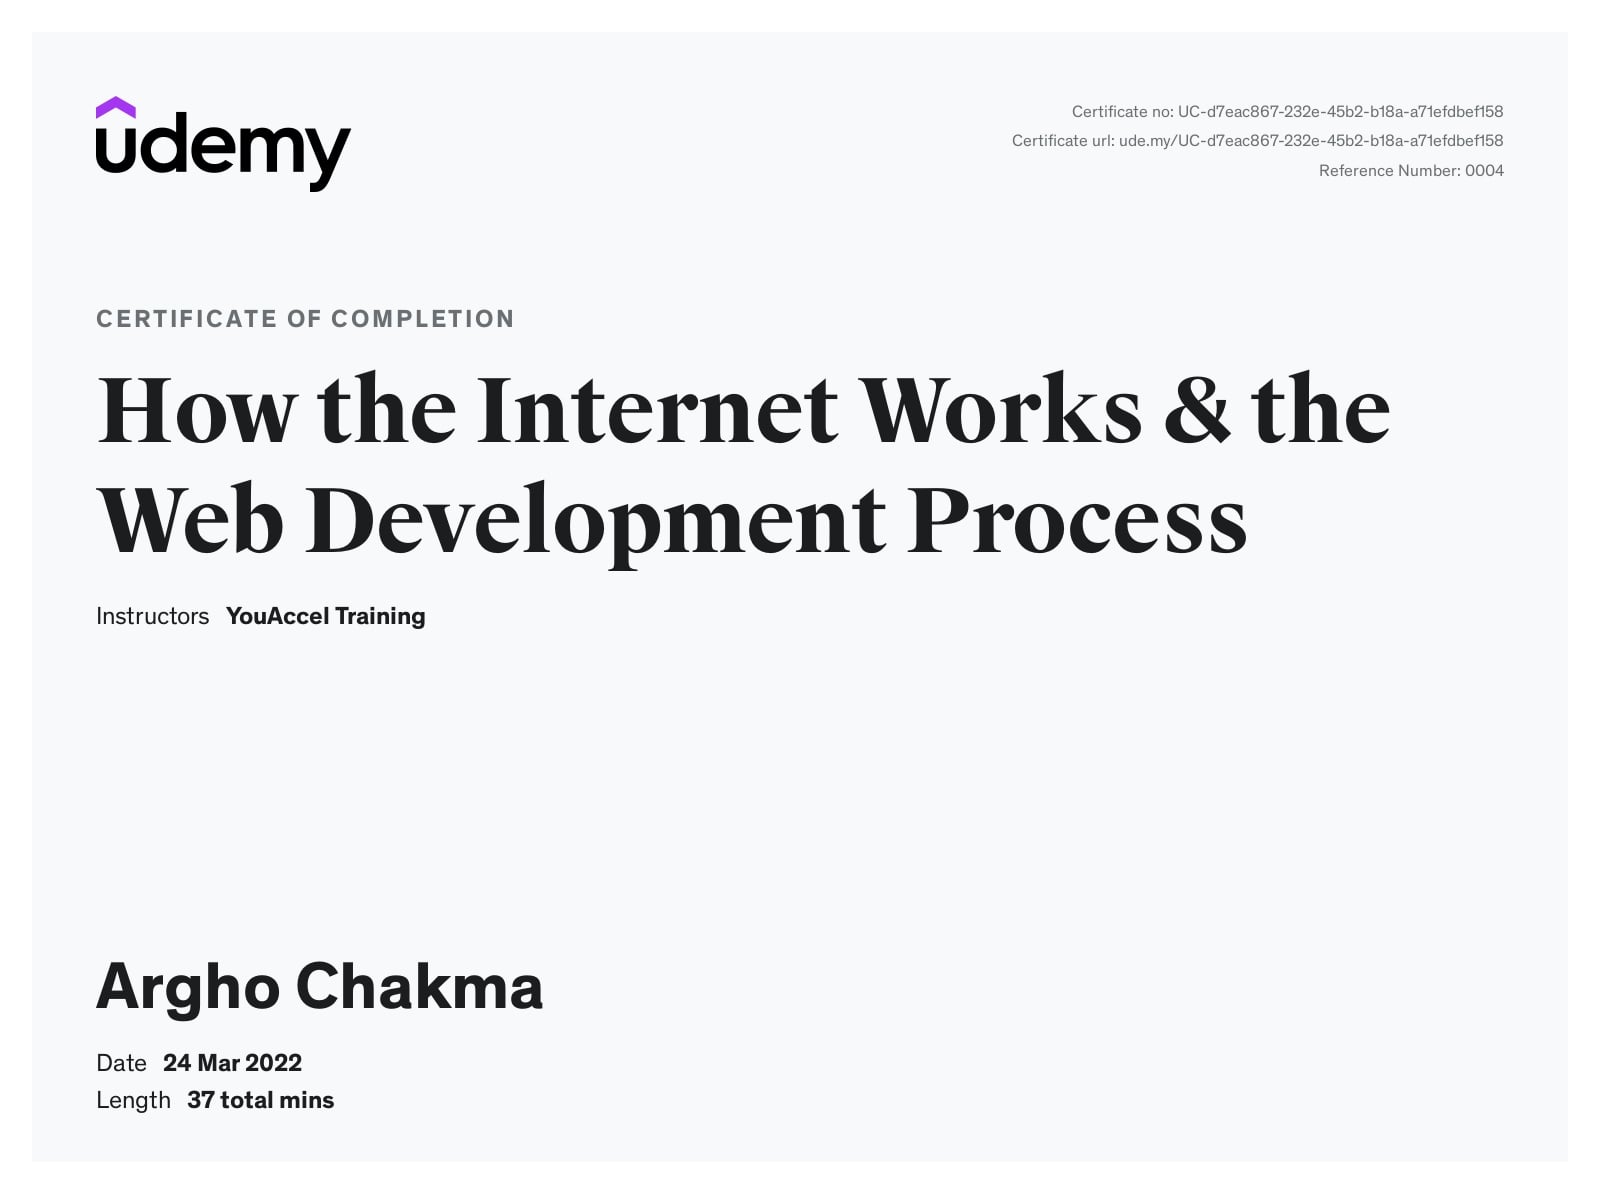 udemy
Certificate no: UC-d7eac867-232e-45b2-b18a-a71efdbef158
Certificate url: ude.my/UC-d7eac867-232e-45b2-b18a-a71efdbef158
Reference Number: 0004
CERTIFICATE OF COMPLETION
How the Internet Works & the
Web Development Process
Instructors YouAccel Training
Argho Chakma
Date 24 Mar 2022
Length 37 total mins